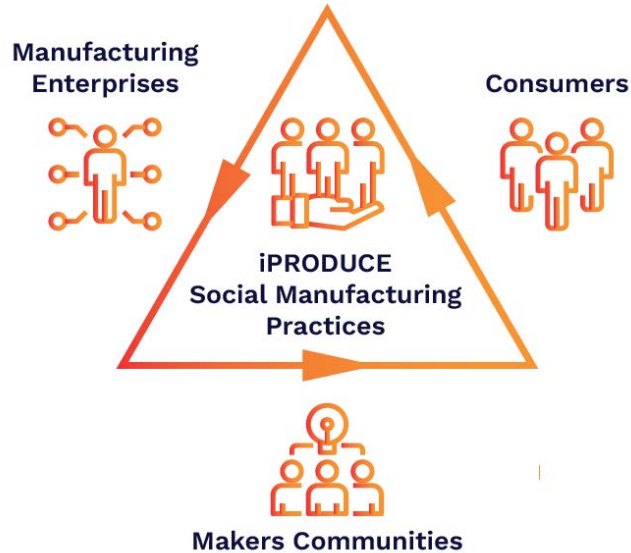 Manufacturing
Enterprises
Consumers
iPRODUCE
Social Manufacturing
Practices
Makers Communities